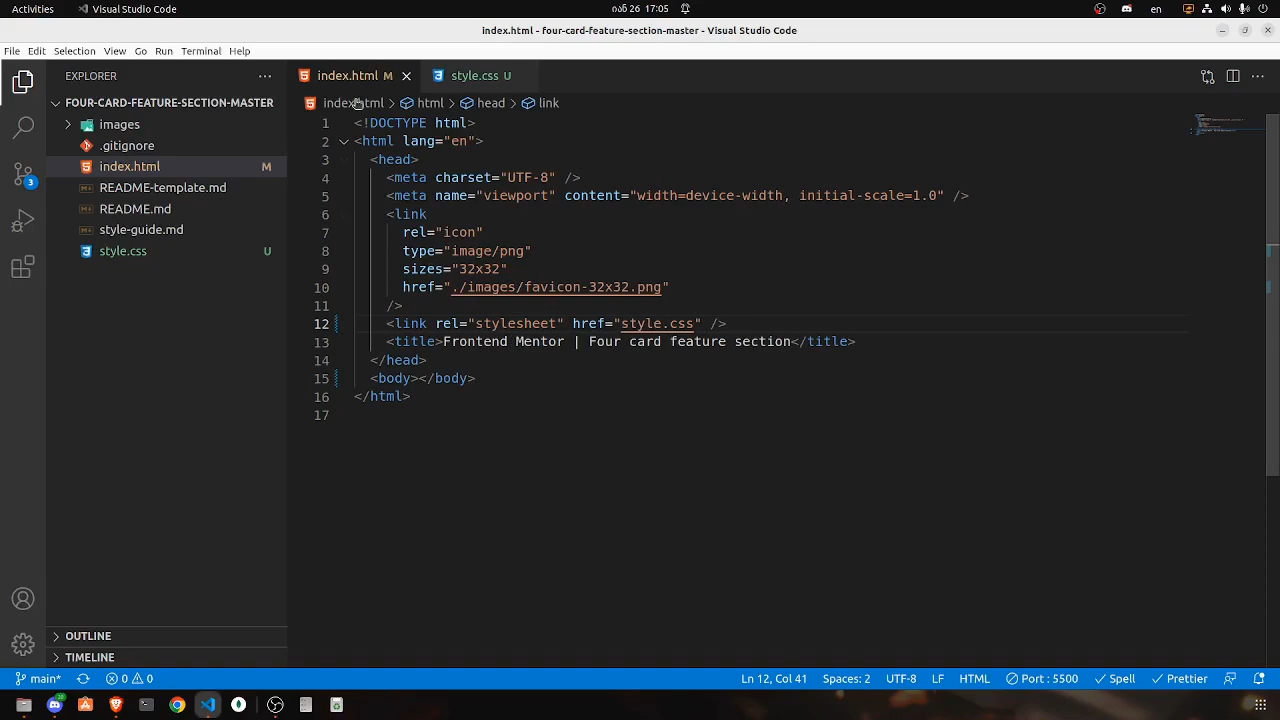 Activities
Visual Studio Code
იან 26 17:05
en
index.html - four-card-feature-section-master - Visual Studio Code
File Edit Selection View Go Run Terminal Help
EXPLORER
index.html M
style.css U
FOUR-CARD-FEATURE-SECTION-MASTER
index.html > html > head > link
images
.gitignore
index.html M
README-template.md
README.md
style-guide.md
style.css U
3
1 <!DOCTYPE html>
2 <html lang="en">
3 <head>
4 <meta charset="UTF-8" />
5 <meta name="viewport" content="width=device-width, initial-scale=1.0" />
6 <link
7 rel="icon"
8 type="image/png"
9 sizes="32x32"
10 href="./images/favicon-32x32.png"
11 />
12 <link rel="stylesheet" href="style.css" />
13 <title>Frontend Mentor | Four card feature section</title>
14 </head>
15 <body></body>
16 </html>
17
OUTLINE
TIMELINE
main* 0 0
Ln 12, Col 41 Spaces: 2 UTF-8 LF HTML Port : 5500 Spell Prettier